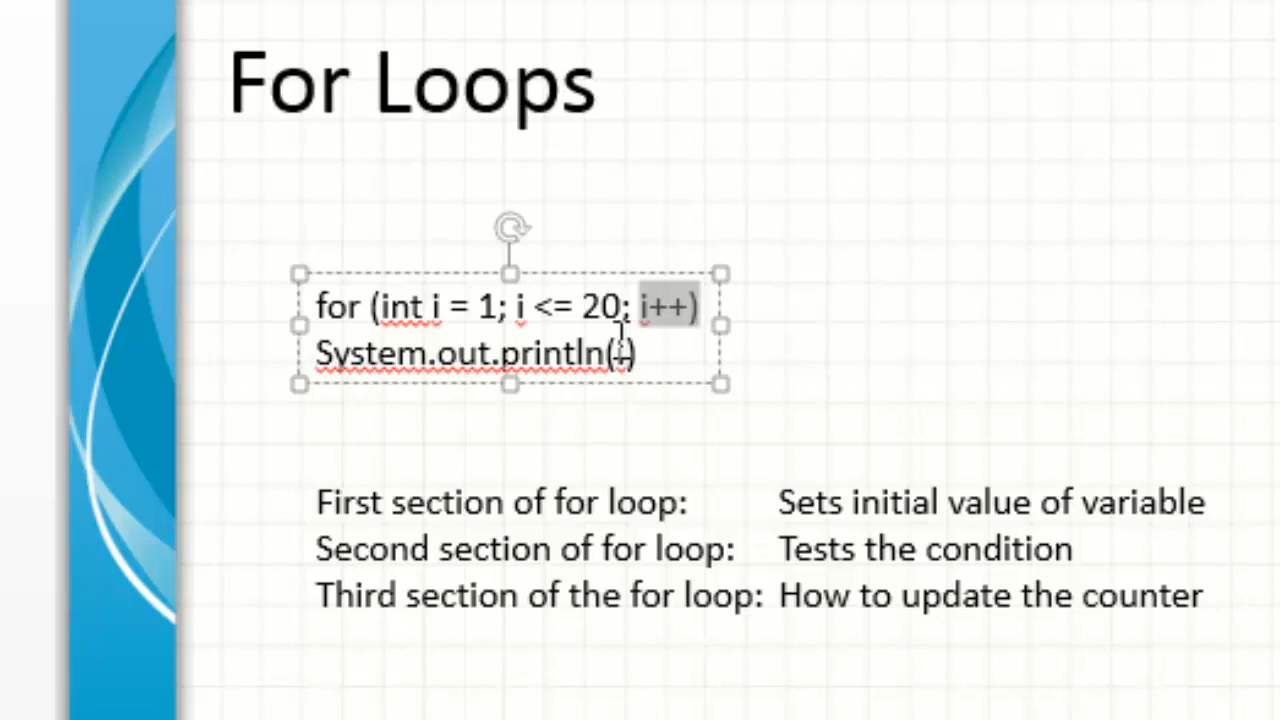 For Loops
for (int i = 1; i <= 20; i++)
System.out.println(i)
First section of for loop: Sets initial value of variable
Second section of for loop: Tests the condition
Third section of the for loop: How to update the counter